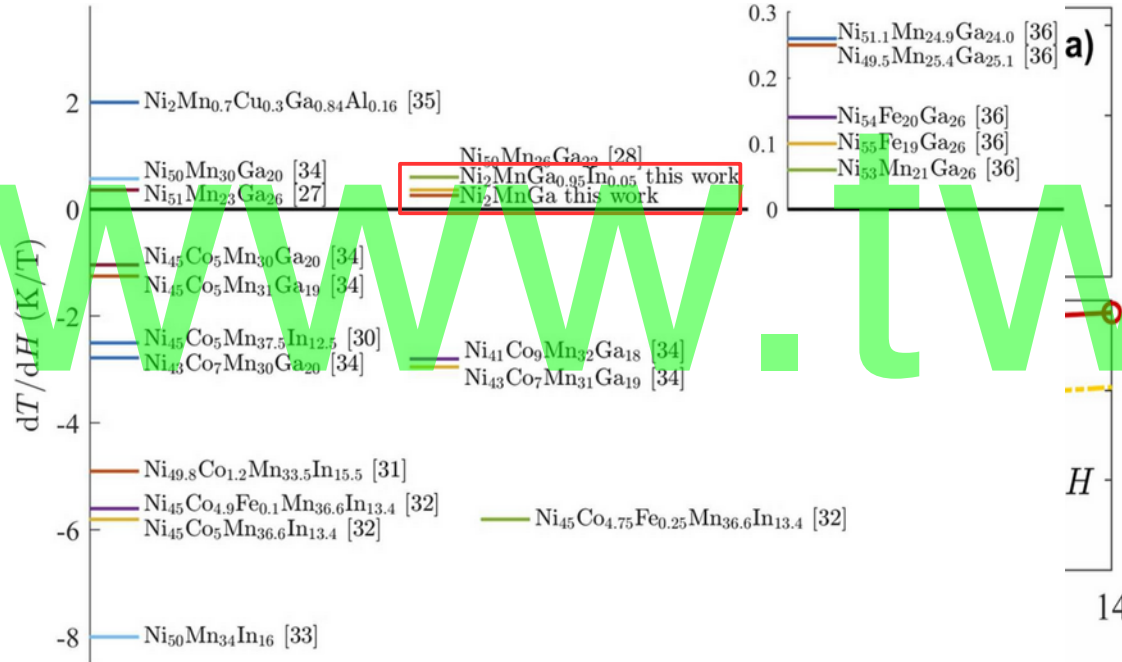 0.3
Ni51.1Mn24.9Ga24.0 [36]
a)
Ni49.5Mn25.4Ga25.1 [36]
0.2
2
Ni2Mn0.7Cu0.3Ga0.84Al0.16 [35]
Ni54Fe20Ga26 [36]
0.1
Ni55Fe19Ga26 [36]
Ni50Mn30Ga20 [34]
Ni50Mn26Ga22 [28]
Ni53Mn21Ga26 [36]
Ni2MnGa0.95In0.05 this work
Ni51Mn23Ga26 [27]
Ni2MnGa this work
0
0
www.tw
dT/dH (K/T)
Ni45Co5Mn30Ga20 [34]
Ni45Co5Mn31Ga19 [34]
-2
Ni45Co5Mn37.5In12.5 [30]
Ni43Co7Mn30Ga20 [34]
Ni41Co9Mn32Ga18 [34]
Ni43Co7Mn31Ga19 [34]
-4
Ni49.8Co1.2Mn33.5In15.5 [31]
H
Ni45Co4.9Fe0.1Mn36.6In13.4 [32]
-6
Ni45Co5Mn36.6In13.4 [32]
Ni45Co4.75Fe0.25Mn36.6In13.4 [32]
14
-8
Ni50Mn34In16 [33]